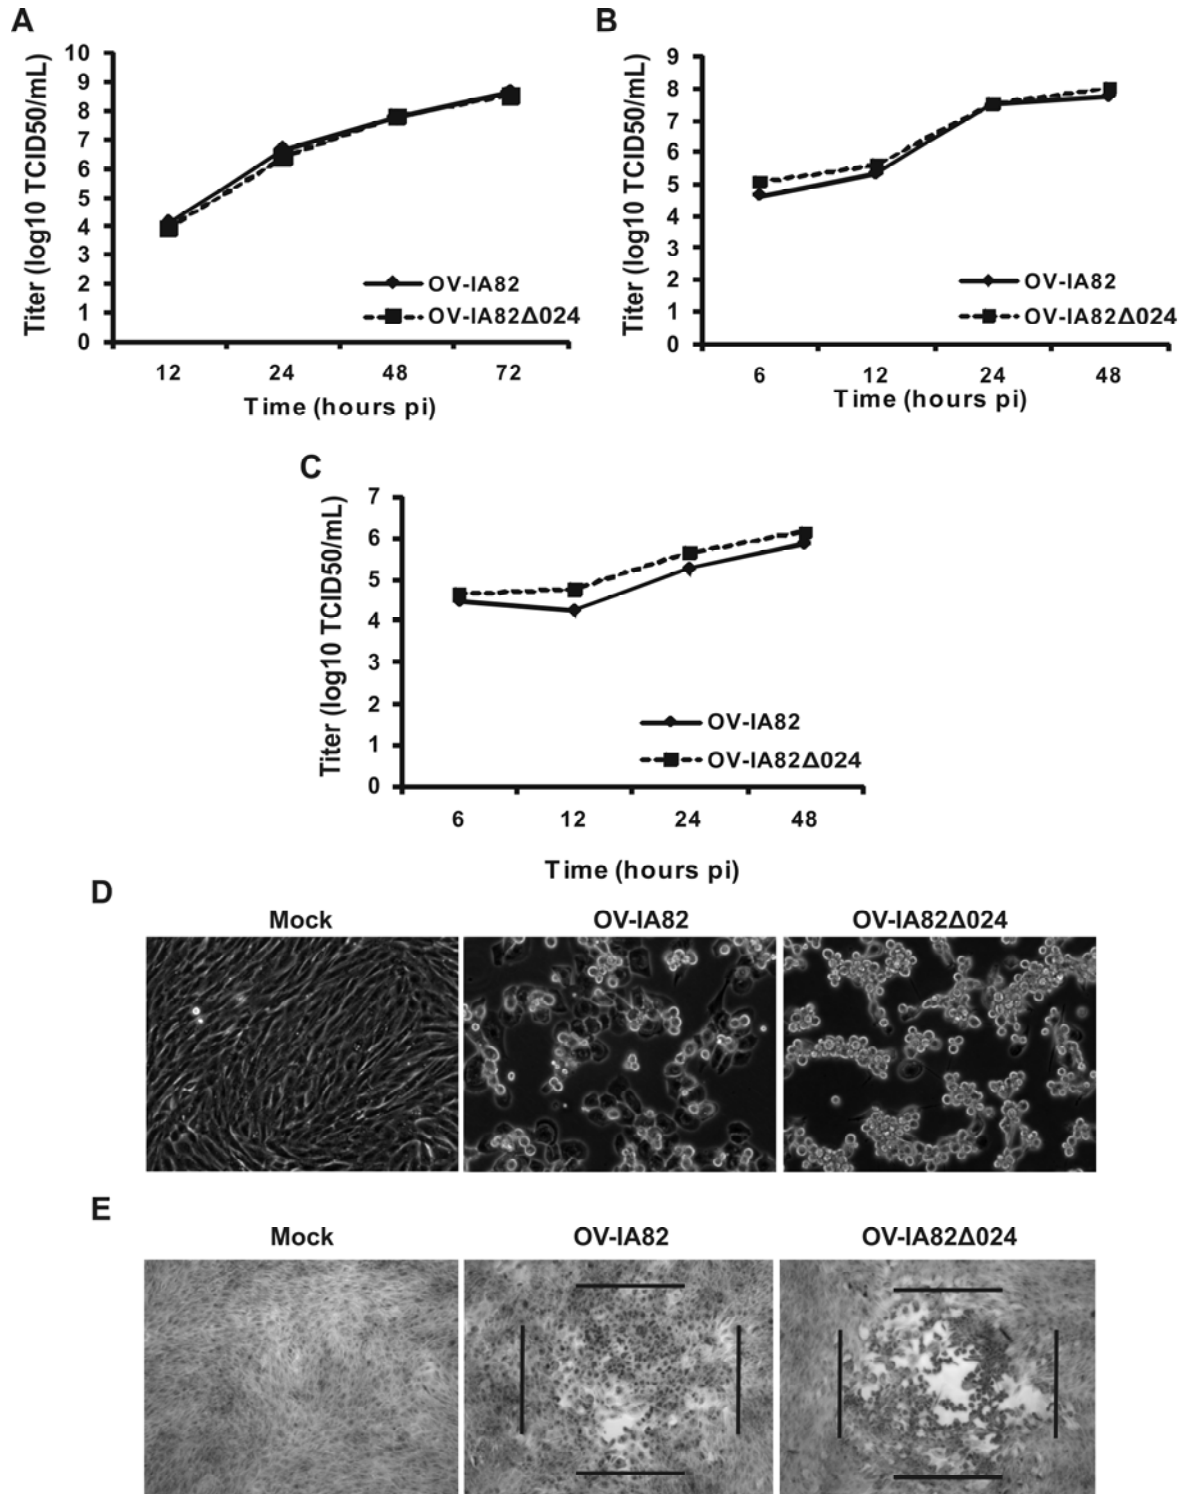 A
Titer (log10 TCID50/mL)
10
9
8
7
6
5
4
3
2
1
0
OV-IA82
OV-IA82Δ024
12 24 48 72
Time (hours pi)
B
Titer (log10 TCID50/mL)
9
8
7
6
5
4
3
2
1
0
OV-IA82
OV-IA82Δ024
6 12 24 48
Time (hours pi)
C
Titer (log10 TCID50/mL)
7
6
5
4
3
2
1
0
OV-IA82
OV-IA82Δ024
6 12 24 48
Time (hours pi)
D
Mock OV-IA82 OV-IA82Δ024
E
Mock OV-IA82 OV-IA82Δ024